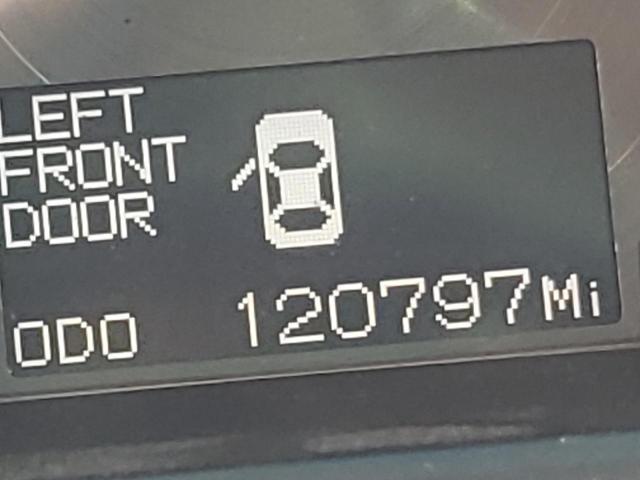 LEFT
FRONT
DOOR
ODO 120797 Mi